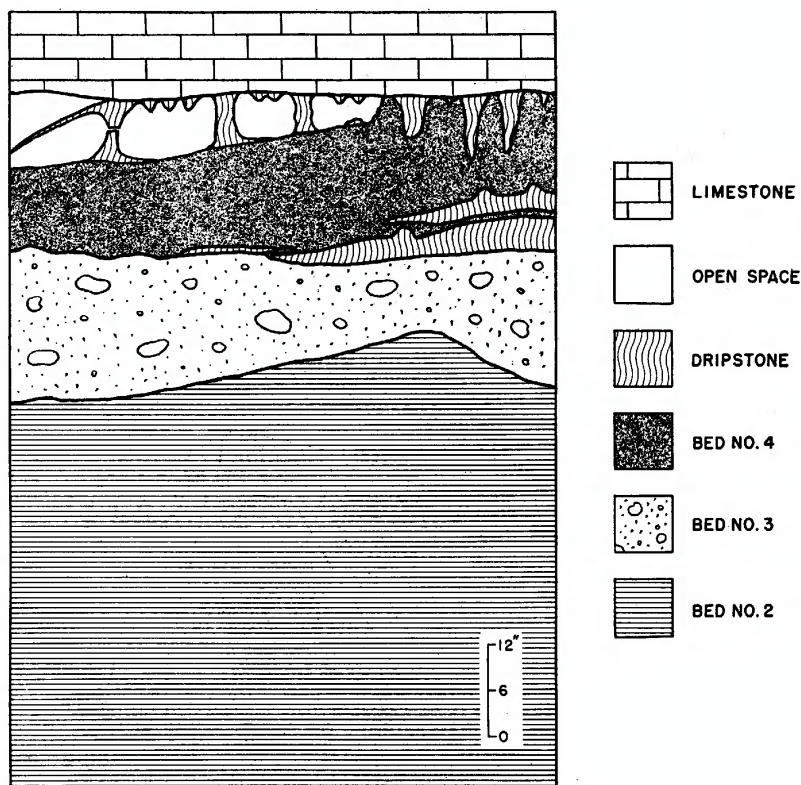 LIMESTONE
OPEN SPACE
DRIPSTONE
BED NO. 4
BED NO. 3
BED NO. 2
12"
6
0